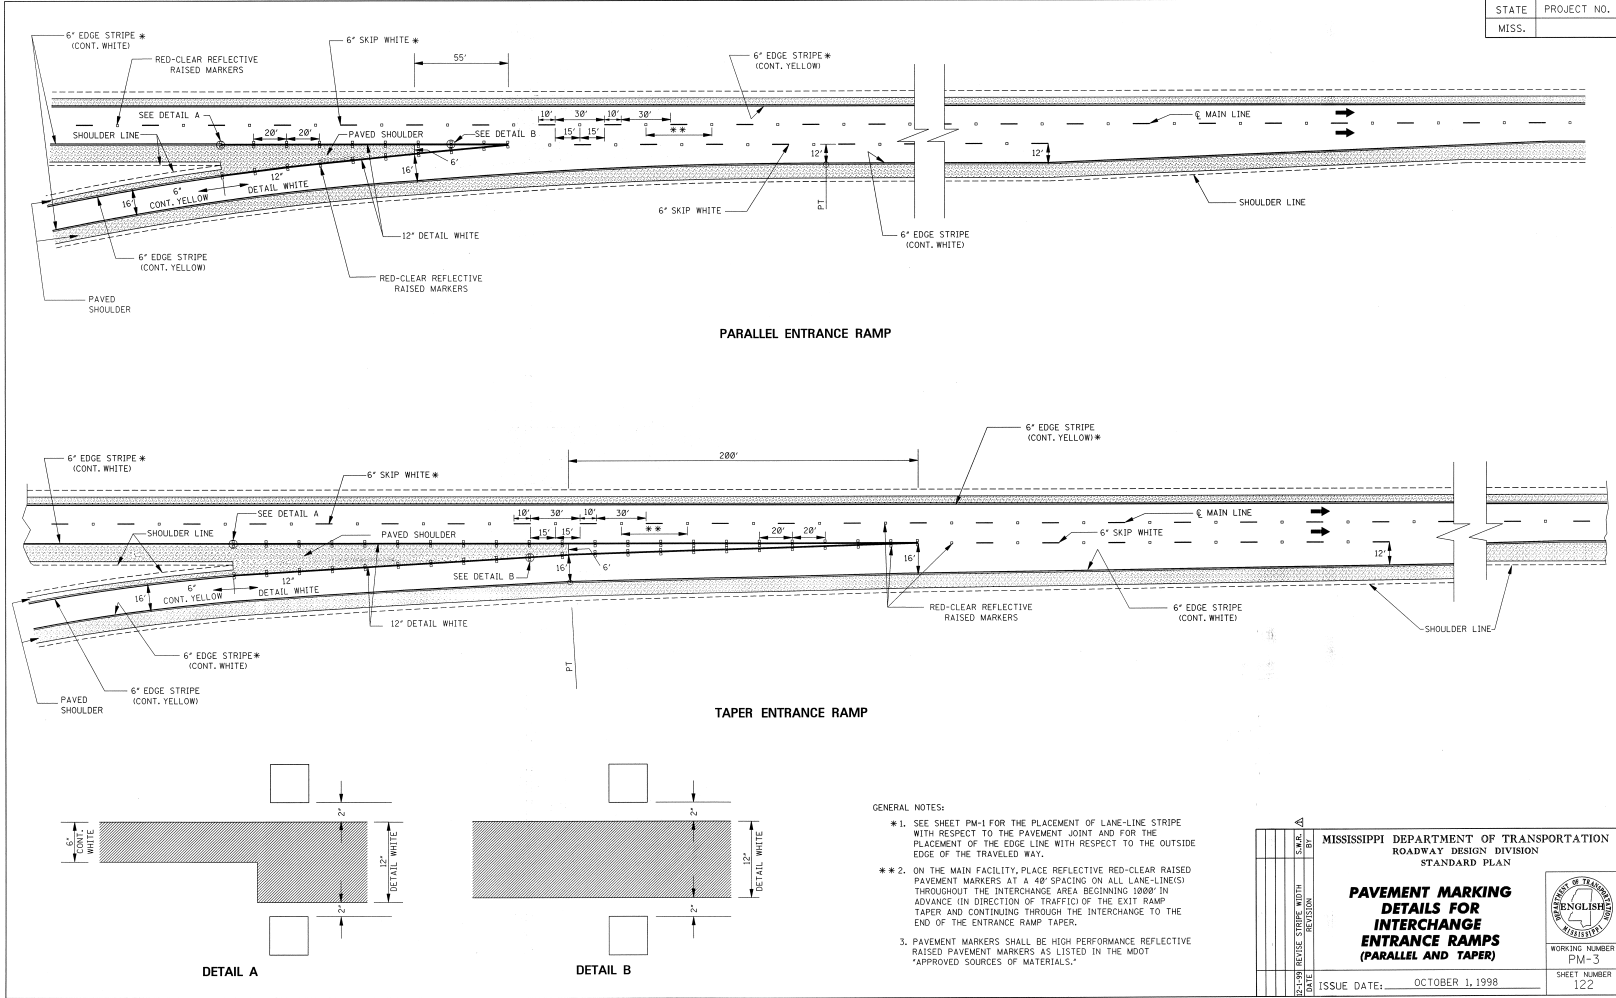 STATE PROJECT NO.
MISS.
6" EDGE STRIPE *
(CONT. WHITE)
6" SKIP WHITE *
RED-CLEAR REFLECTIVE
RAISED MARKERS
55'
6" EDGE STRIPE *
(CONT. YELLOW)
SEE DETAIL A
SHOULDER LINE
20' 20'
PAVED SHOULDER
SEE DETAIL B
10' 30' 10' 30'
15' 15'
* *
℄ MAIN LINE
6'
12'
12'
16'
12"
DETAIL WHITE
6"
CONT. YELLOW
16'
PT
6" SKIP WHITE
SHOULDER LINE
12" DETAIL WHITE
6" EDGE STRIPE
(CONT. WHITE)
6" EDGE STRIPE
(CONT. YELLOW)
RED-CLEAR REFLECTIVE
RAISED MARKERS
PAVED
SHOULDER
PARALLEL ENTRANCE RAMP
6" EDGE STRIPE
(CONT. YELLOW) *
6" EDGE STRIPE *
(CONT. WHITE)
200'
6" SKIP WHITE *
SEE DETAIL A
10' 30' 10' 30'
℄ MAIN LINE
SHOULDER LINE
PAVED SHOULDER
15' 15'
* *
20' 20'
6" SKIP WHITE
6'
16'
16'
12'
SEE DETAIL B
12"
DETAIL WHITE
6"
CONT. YELLOW
16'
12" DETAIL WHITE
RED-CLEAR REFLECTIVE
RAISED MARKERS
6" EDGE STRIPE
(CONT. WHITE)
SHOULDER LINE
6" EDGE STRIPE *
(CONT. WHITE)
PT
6" EDGE STRIPE
(CONT. YELLOW)
PAVED
SHOULDER
TAPER ENTRANCE RAMP
2"
6"
CONT.
WHITE
12"
DETAIL WHITE
2"
DETAIL A
2"
12"
DETAIL WHITE
2"
DETAIL B
GENERAL NOTES:
* 1. SEE SHEET PM-1 FOR THE PLACEMENT OF LANE-LINE STRIPE
WITH RESPECT TO THE PAVEMENT JOINT AND FOR THE
PLACEMENT OF THE EDGE LINE WITH RESPECT TO THE OUTSIDE
EDGE OF THE TRAVELED WAY.
* * 2. ON THE MAIN FACILITY, PLACE REFLECTIVE RED-CLEAR RAISED
PAVEMENT MARKERS AT A 40' SPACING ON ALL LANE-LINE(S)
THROUGHOUT THE INTERCHANGE AREA BEGINNING 1000' IN
ADVANCE (IN DIRECTION OF TRAFFIC) OF THE EXIT RAMP
TAPER AND CONTINUING THROUGH THE INTERCHANGE TO THE
END OF THE ENTRANCE RAMP TAPER.
3. PAVEMENT MARKERS SHALL BE HIGH PERFORMANCE REFLECTIVE
RAISED PAVEMENT MARKERS AS LISTED IN THE MDOT
"APPROVED SOURCES OF MATERIALS."
S.W.R.
BY
REVISE STRIPE WIDTH
REVISION
12-1-99
DATE
MISSISSIPPI DEPARTMENT OF TRANSPORTATION
ROADWAY DESIGN DIVISION
STANDARD PLAN
PAVEMENT MARKING
DETAILS FOR
INTERCHANGE
ENTRANCE RAMPS
(PARALLEL AND TAPER)
DEPARTMENT OF TRANSPORTATION
ENGLISH
MISSISSIPPI
WORKING NUMBER
PM-3
SHEET NUMBER
122
ISSUE DATE: OCTOBER 1, 1998